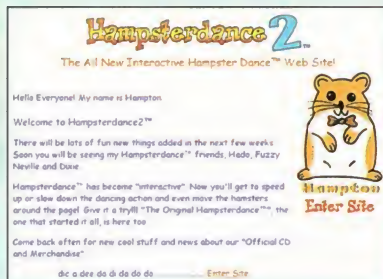 Hampsterdance 2™
The All New Interactive Hampster Dance™ Web Site!
Hello Everyone! My name is Hampton
Welcome to Hampsterdance2™
There will be lots of fun new things added in the next few weeks
Soon you will be seeing my Hampsterdance™ friends, Hado, Fuzzy
Neville and Dixie
Hampsterdance™ has become "interactive" Now you'll get to speed
up or slow down the dancing action and even move the hamsters
around the page! Give it a try!!! "The Original Hampsterdance™", the
one that started it all, is here too
Come back often for new cool stuff and news about our "Official CD
and Merchandise"
dic a dee do di da do do
Enter Site
Hampton
Enter Site